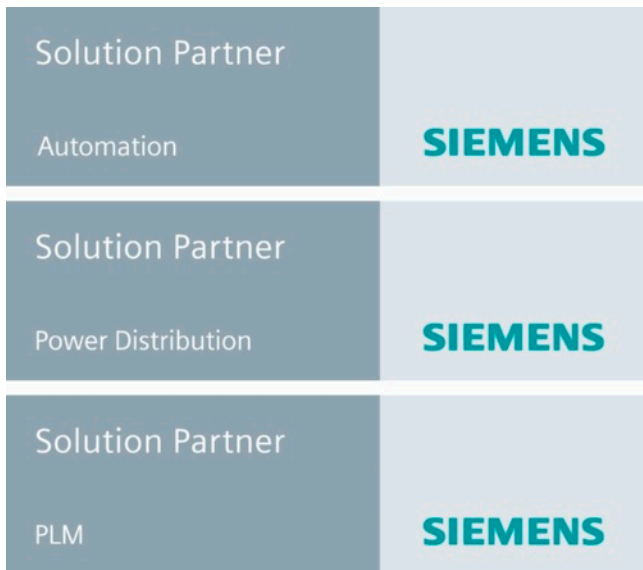 Solution Partner
Automation
SIEMENS
Solution Partner
Power Distribution
SIEMENS
Solution Partner
PLM
SIEMENS